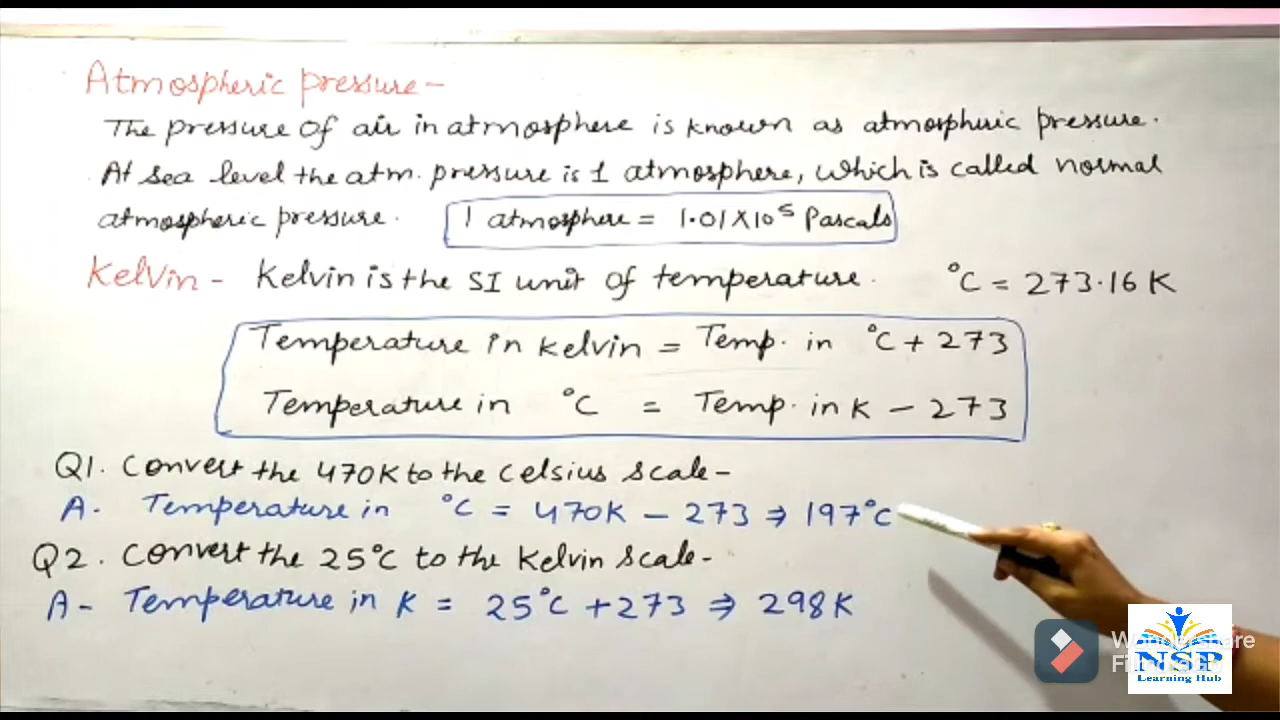 Atmospheric pressure -
The pressure of air in atmosphere is known as atmospheric pressure.
At sea level the atm. pressure is 1 atmosphere, which is called normal
atmospheric pressure. 1 atmosphere = 1.01X10⁵ Pascals
Kelvin - Kelvin is the SI unit of temperature. °C = 273.16 K
Temperature in kelvin = Temp. in °C + 273
Temperature in °C = Temp. in K - 273
Q1. Convert the 470K to the Celsius scale-
A. Temperature in °C = 470K - 273 ⇒ 197°C
Q2. Convert the 25°C to the Kelvin scale-
A- Temperature in K = 25°C + 273 ⇒ 298K
Wondershare
NSP
Learning Hub